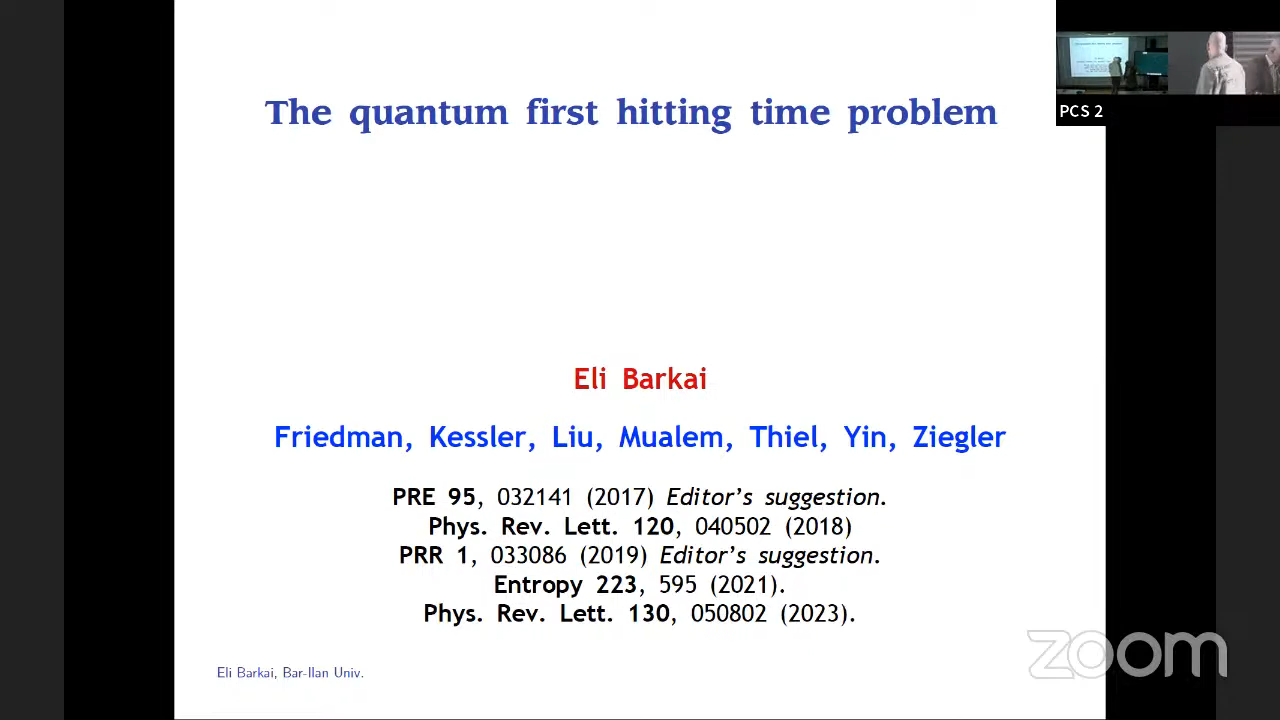 The quantum first hitting time problem
PCS 2
Eli Barkai
Friedman, Kessler, Liu, Mualem, Thiel, Yin, Ziegler
PRE 95, 032141 (2017) Editor's suggestion.
Phys. Rev. Lett. 120, 040502 (2018)
PRR 1, 033086 (2019) Editor's suggestion.
Entropy 223, 595 (2021).
Phys. Rev. Lett. 130, 050802 (2023).
Eli Barkai, Bar-Ilan Univ.
zoom